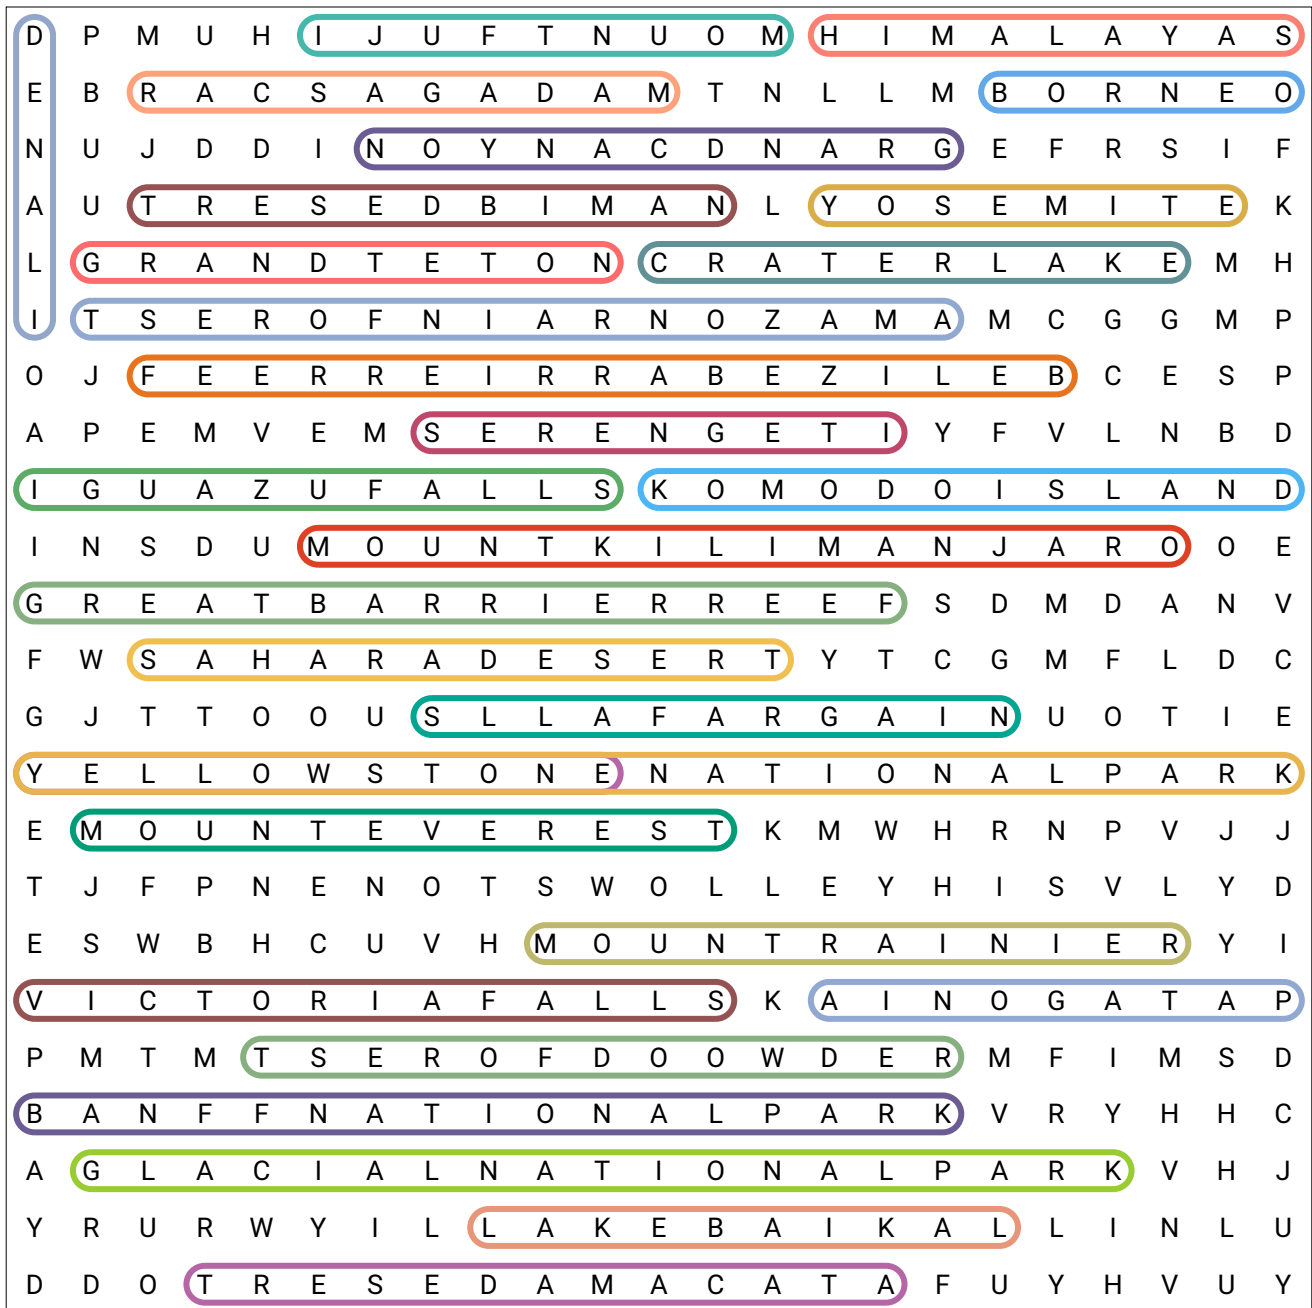 D P M U H I J U F T N U O M H I M A L A Y A S
E B R A C S A G A D A M T N L L M B O R N E O
N U J D D I N O Y N A C D N A R G E F R S I F
A U T R E S E D B I M A N L Y O S E M I T E K
L G R A N D T E T O N C R A T E R L A K E M H
I T S E R O F N I A R N O Z A M A M C G G M P
O J F E E R R E I R R A B E Z I L E B C E S P
A P E M V E M S E R E N G E T I Y F V L N B D
I G U A Z U F A L L S K O M O D O I S L A N D
I N S D U M O U N T K I L I M A N J A R O O E
G R E A T B A R R I E R R E E F S D M D A N V
F W S A H A R A D E S E R T Y T C G M F L D C
G J T T O O U S L L A F A R G A I N U O T I E
Y E L L O W S T O N E N A T I O N A L P A R K
E M O U N T E V E R E S T K M W H R N P V J J
T J F P N E N O T S W O L L E Y H I S V L Y D
E S W B H C U V H M O U N T R A I N I E R Y I
V I C T O R I A F A L L S K A I N O G A T A P
P M T M T S E R O F D O O W D E R M F I M S D
B A N F F N A T I O N A L P A R K V R Y H H C
A G L A C I A L N A T I O N A L P A R K V H J
Y R U R W Y I L L A K E B A I K A L L I N L U
D D O T R E S E D A M A C A T A F U Y H V U Y